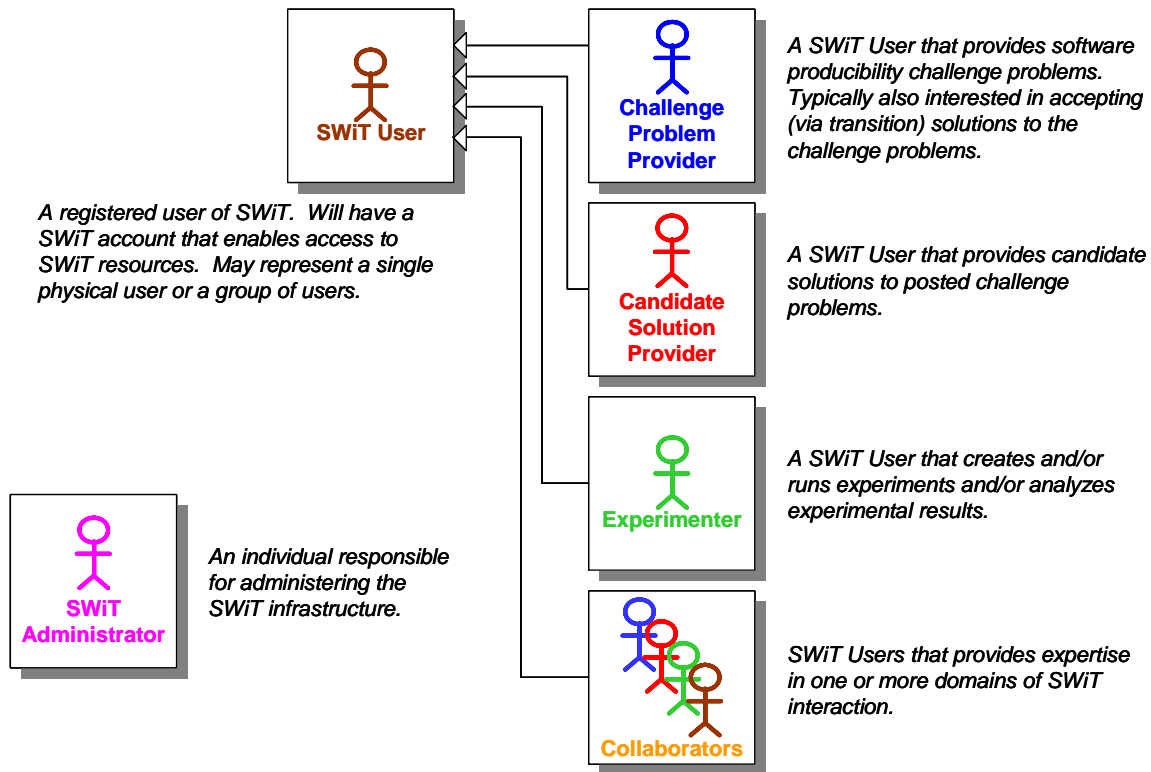 SWiT User
A registered user of SWiT.  Will have a
SWiT account that enables access to
SWiT resources.  May represent a single
physical user or a group of users.
Challenge
Problem
Provider
A SWiT User that provides software
producibility challenge problems.
Typically also interested in accepting
(via transition) solutions to the
challenge problems.
Candidate
Solution
Provider
A SWiT User that provides candidate
solutions to posted challenge
problems.
Experimenter
A SWiT User that creates and/or
runs experiments and/or analyzes
experimental results.
SWiT
Administrator
An individual responsible
for administering the
SWiT infrastructure.
Collaborators
SWiT Users that provides expertise
in one or more domains of SWiT
interaction.